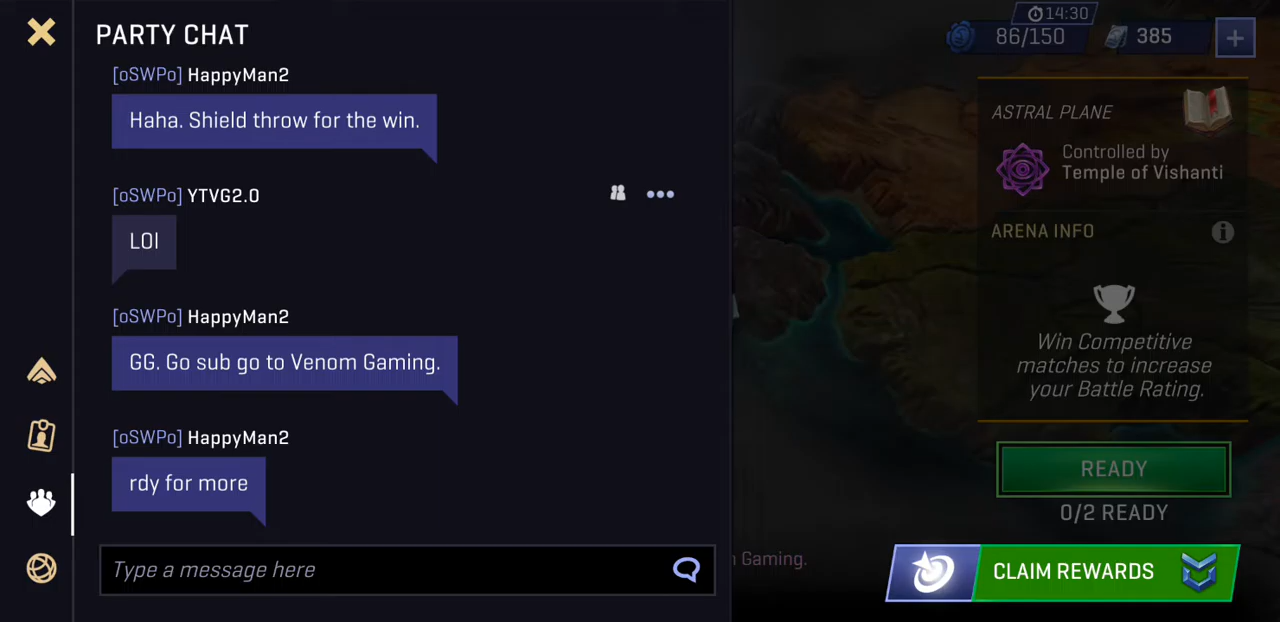 PARTY CHAT
[oSWPo] HappyMan2
Haha. Shield throw for the win.
[oSWPo] YTVG2.0
LOl
[oSWPo] HappyMan2
GG. Go sub go to Venom Gaming.
[oSWPo] HappyMan2
rdy for more
Type a message here
14:30
86/150
385
ASTRAL PLANE
Controlled by
Temple of Vishanti
ARENA INFO
Win Competitive
matches to increase
your Battle Rating.
READY
0/2 READY
Gaming.
CLAIM REWARDS